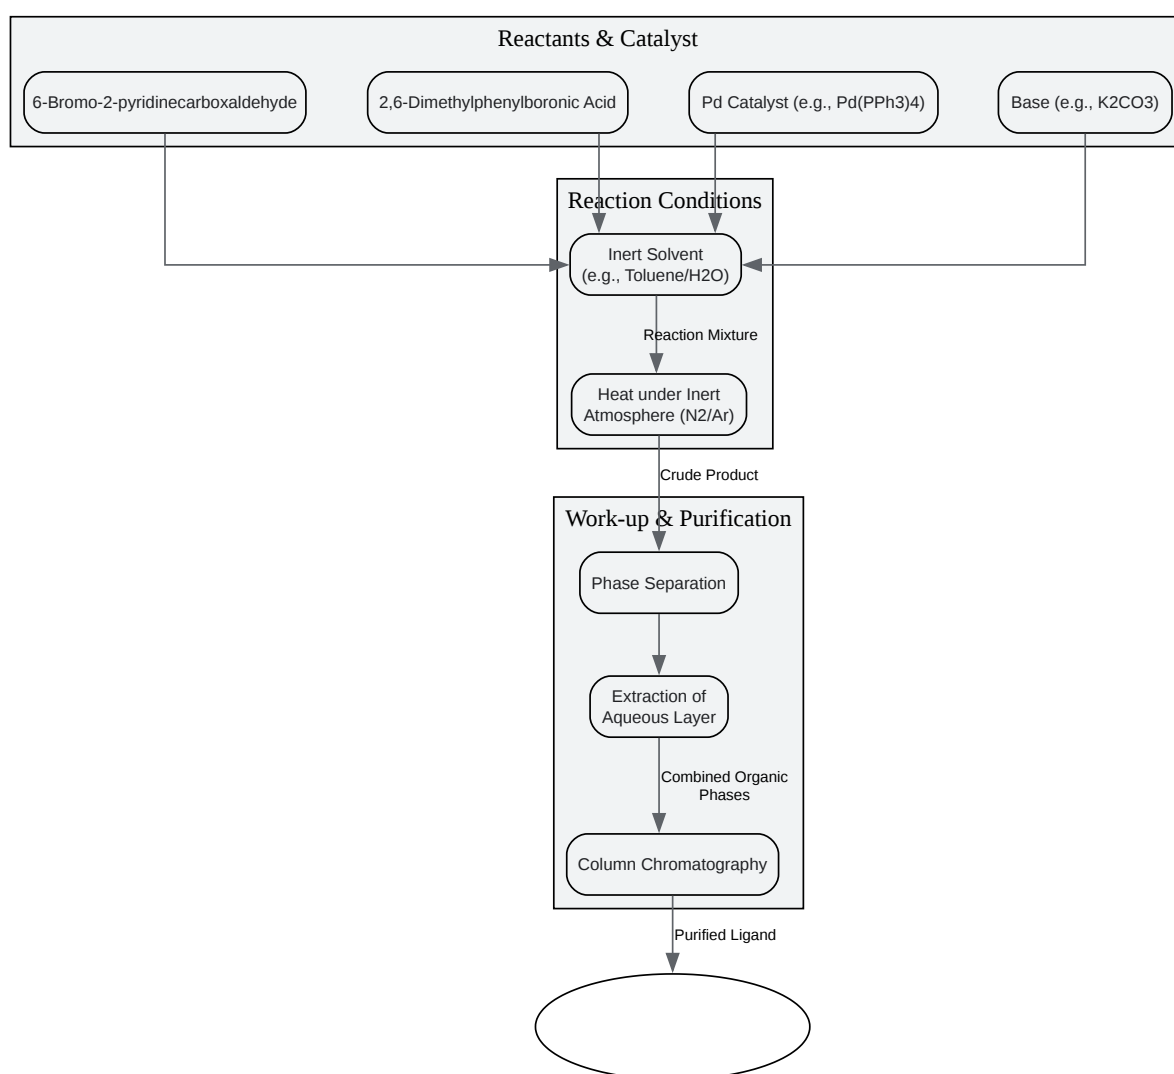 Reactants & Catalyst
6-Bromo-2-pyridinecarboxaldehyde
2,6-Dimethylphenylboronic Acid
Pd Catalyst (e.g., Pd(PPh3)4)
Base (e.g., K2CO3)
Reaction Conditions
Inert Solvent
(e.g., Toluene/H2O)
Reaction Mixture
Heat under Inert
Atmosphere (N2/Ar)
Crude Product
Work-up & Purification
Phase Separation
Extraction of
Aqueous Layer
Combined Organic
Phases
Column Chromatography
Purified Ligand